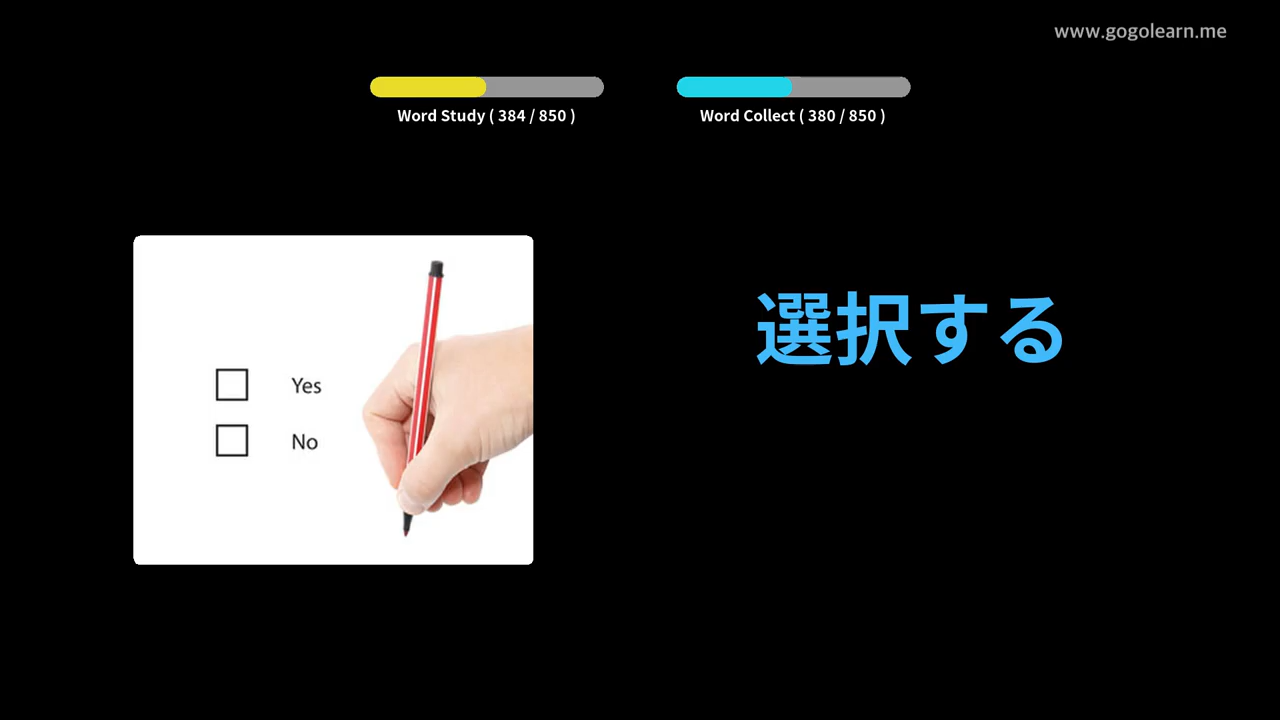 www.gogolearn.me
Word Study ( 384 / 850 )
Word Collect ( 380 / 850 )
選択する
Yes
No